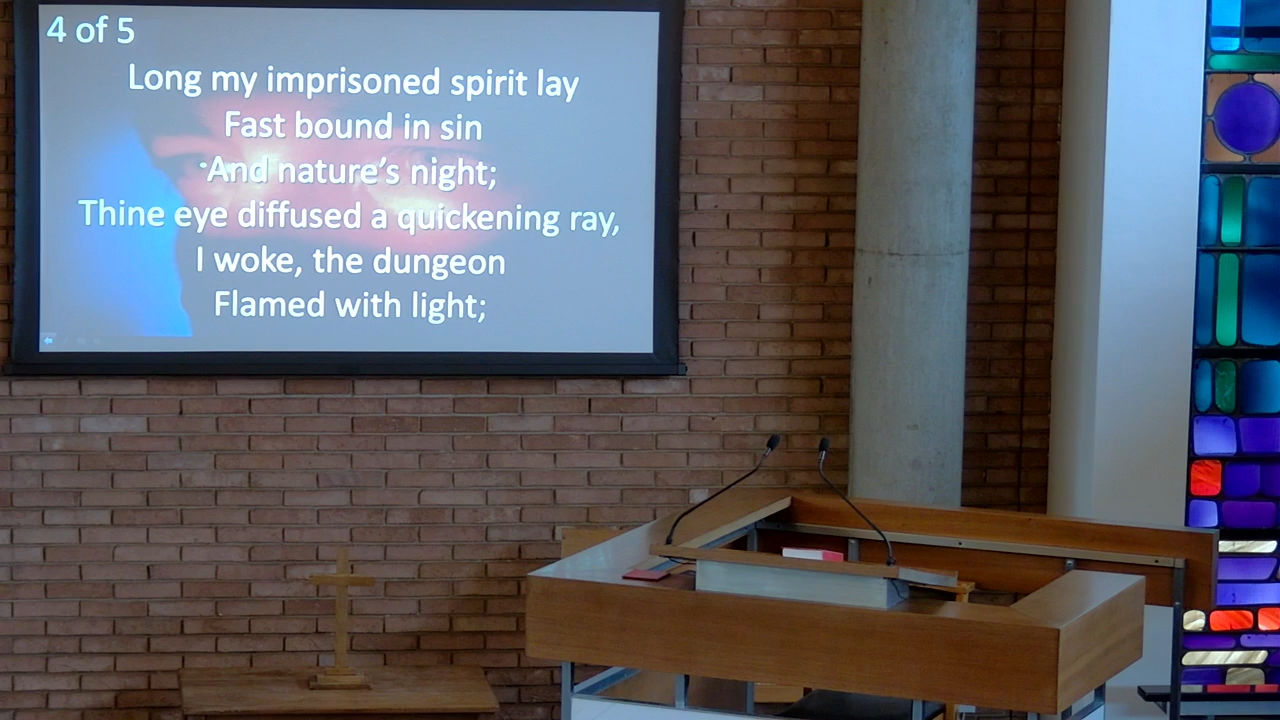 4 of 5
Long my imprisoned spirit lay
Fast bound in sin
And nature's night;
Thine eye diffused a quickening ray,
I woke, the dungeon
Flamed with light;